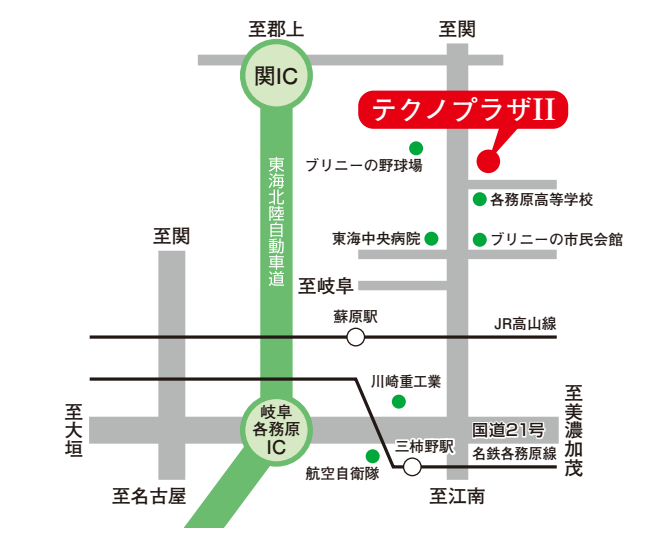 至郡上
至関
関IC
テクノプラザII
ブリニーの野球場
東海北陸自動車道
各務原高等学校
至関
東海中央病院
ブリニーの市民会館
至岐阜
蘇原駅
JR高山線
川崎重工業
至大垣
至美濃加茂
岐阜
各務原
IC
国道21号
三柿野駅
名鉄各務原線
航空自衛隊
至名古屋
至江南